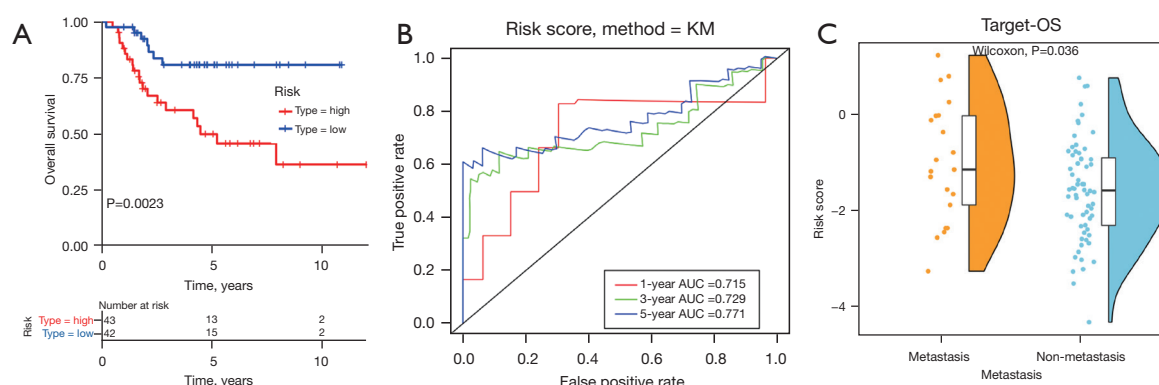 A
1.00
0.75
0.50
0.25
0.00
Overall survival
Risk
Type = high
Type = low
P=0.0023
0 5 10
Time, years
Number at risk
Risk
Type = high 43 13 2
Type = low 42 15 2
0 5 10
Time, years
B
Risk score, method = KM
True positive rate
1.0
0.8
0.6
0.4
0.2
0.0
1-year AUC =0.715
3-year AUC =0.729
5-year AUC =0.771
0.0 0.2 0.4 0.6 0.8 1.0
False positive rate
C
Target-OS
Wilcoxon, P=0.036
Risk score
0
−2
−4
Metastasis Non-metastasis
Metastasis